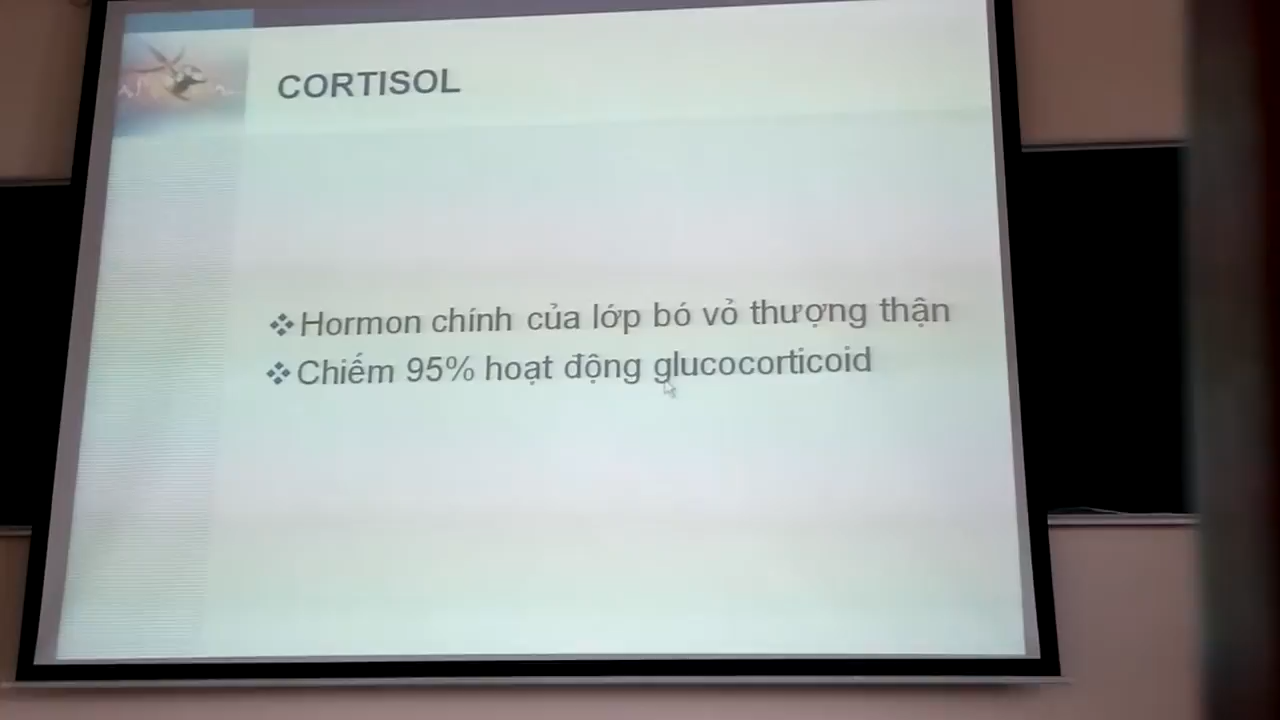 CORTISOL
Hormon chính của lớp bó vỏ thượng thận
Chiếm 95% hoạt động glucocorticoid